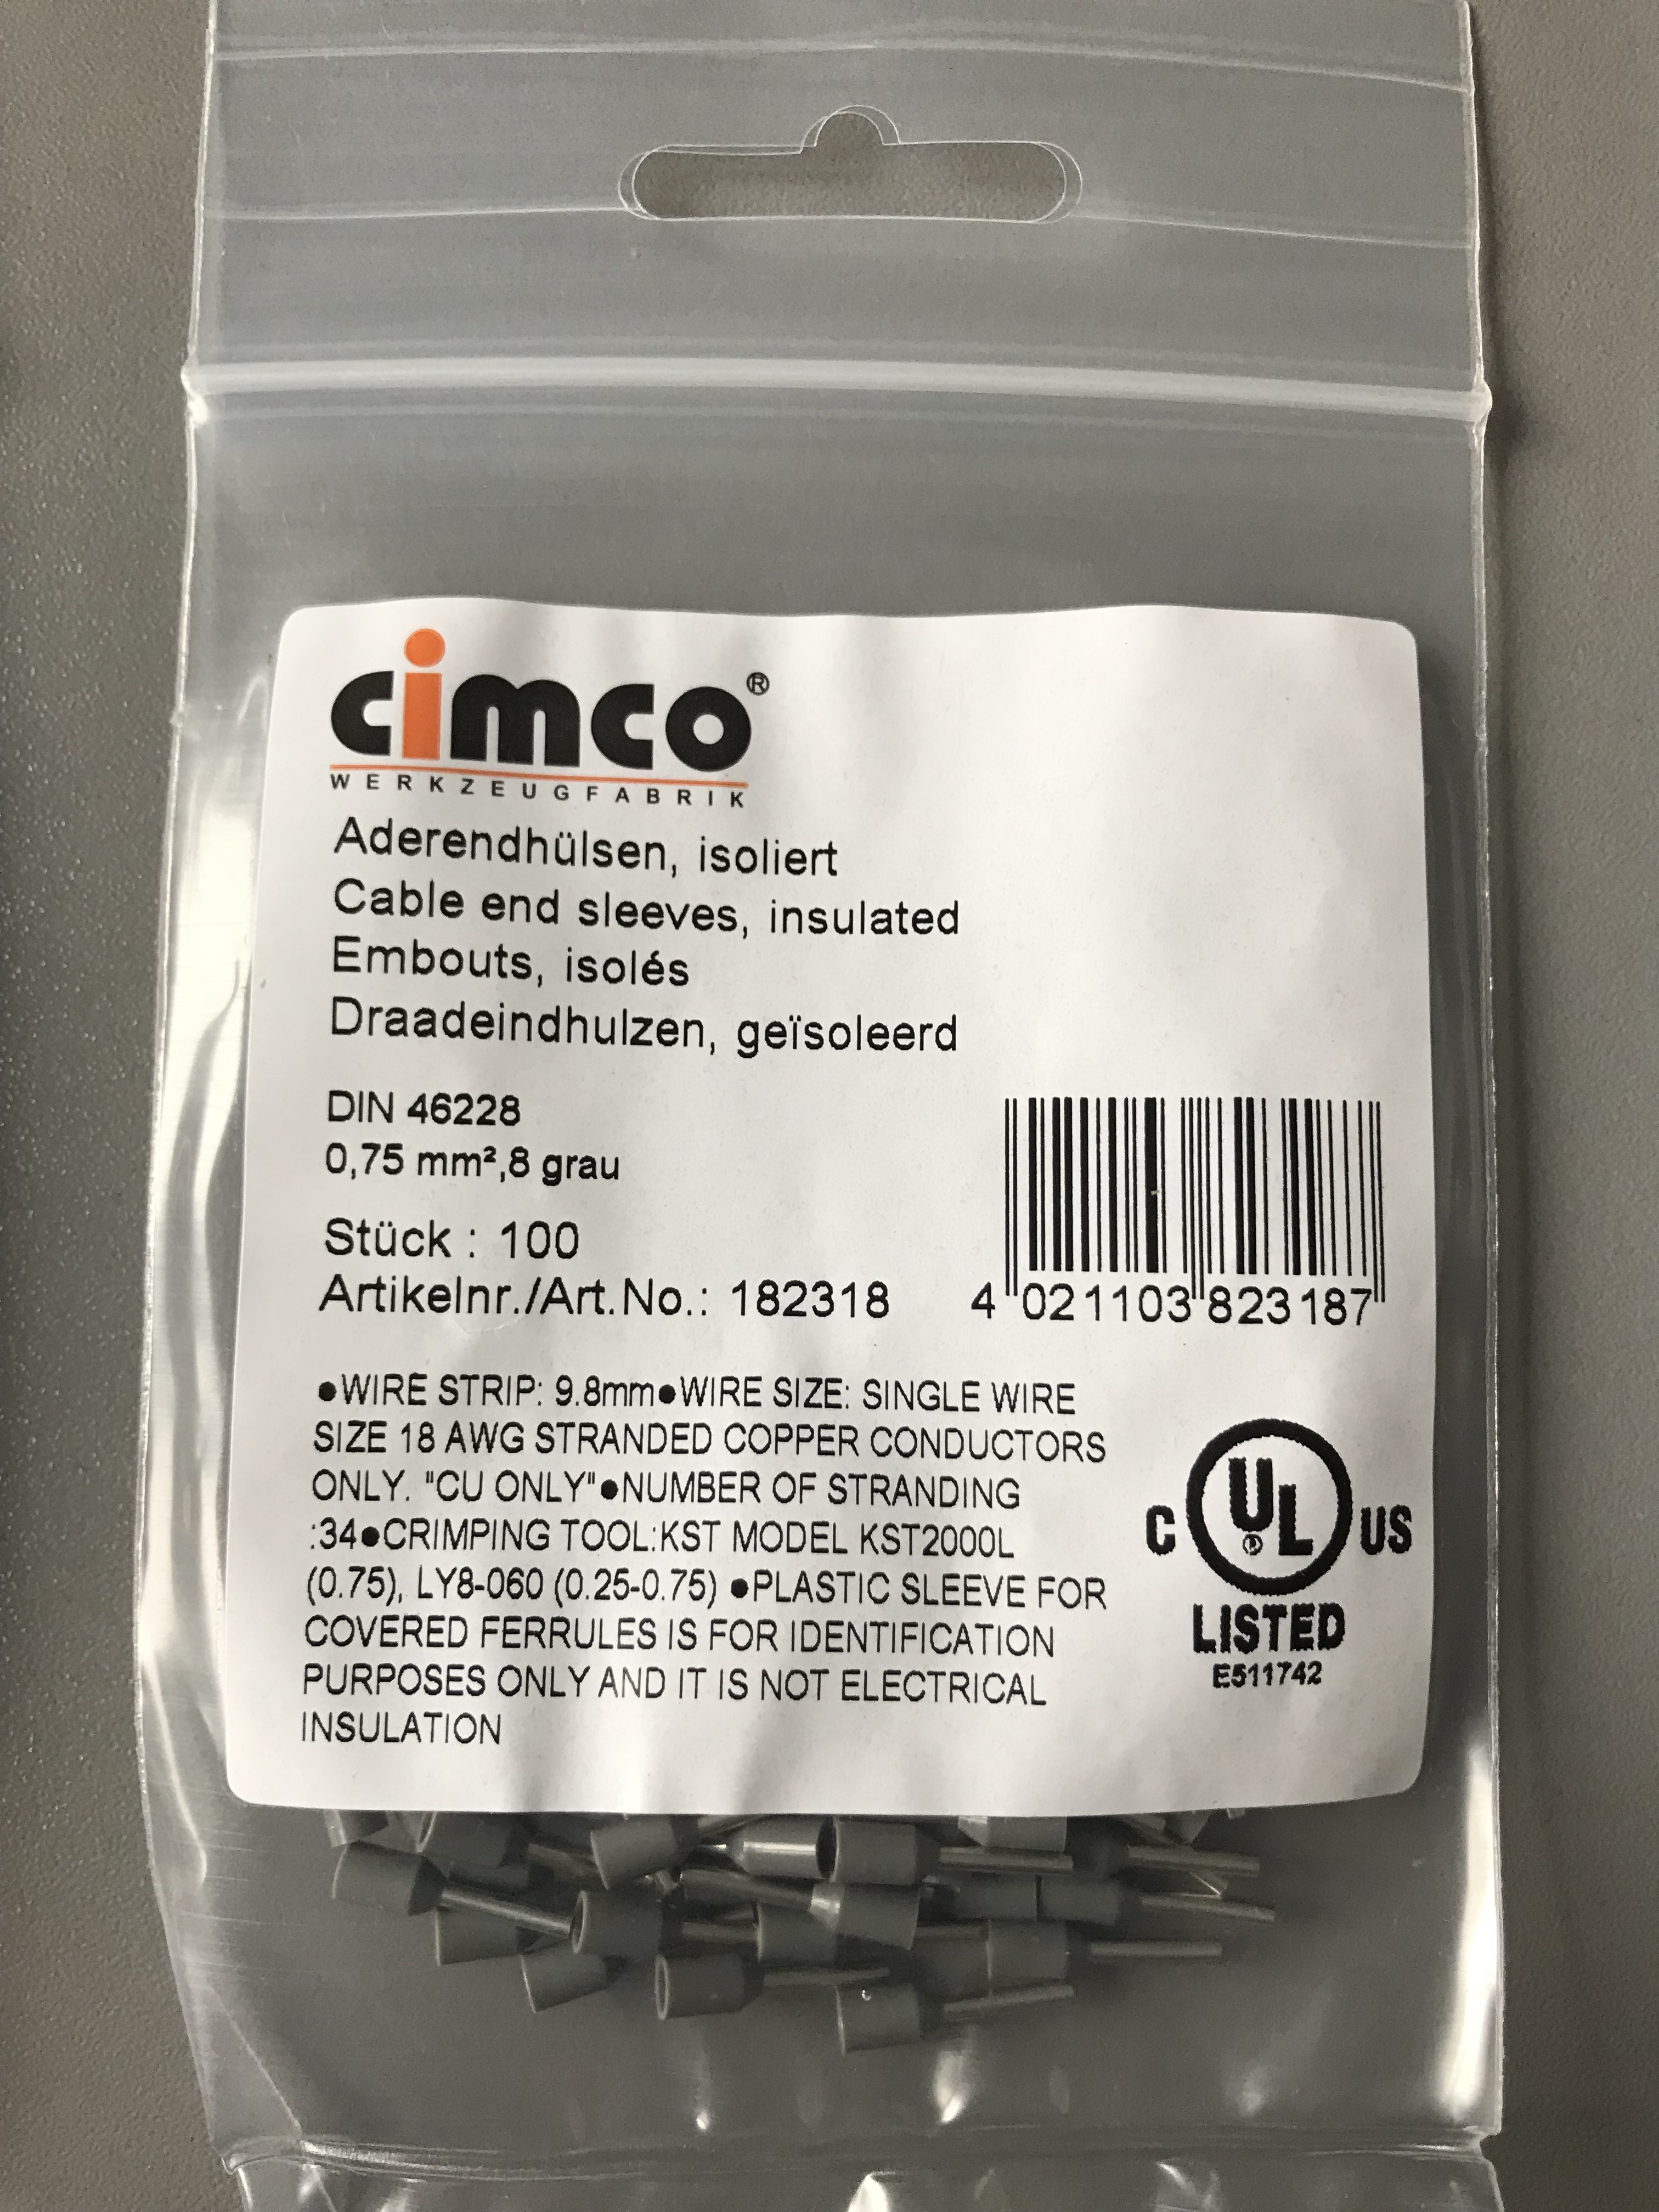 cimco®
WERKZEUGFABRIK
Aderendhülsen, isoliert
Cable end sleeves, insulated
Embouts, isolés
Draadeindhulzen, geïsoleerd
DIN 46228
0,75 mm²,8 grau
Stück : 100
Artikelnr./Art.No.: 182318
4 021103 823187
●WIRE STRIP: 9.8mm●WIRE SIZE: SINGLE WIRE
SIZE 18 AWG STRANDED COPPER CONDUCTORS
ONLY. "CU ONLY"●NUMBER OF STRANDING
:34●CRIMPING TOOL:KST MODEL KST2000L
(0.75), LY8-060 (0.25-0.75) ●PLASTIC SLEEVE FOR
COVERED FERRULES IS FOR IDENTIFICATION
PURPOSES ONLY AND IT IS NOT ELECTRICAL
INSULATION
C UL® US
LISTED
E511742